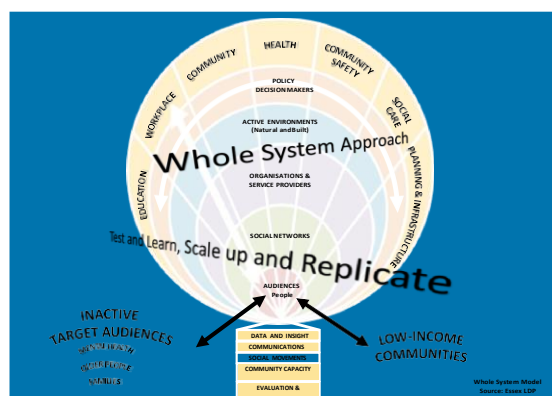 HEALTH
COMMUNITY
COMMUNITY
SAFETY
WORKPLACE
SOCIAL
CARE
EDUCATION
PLANNING & INFRASTRUCTURE
POLICY
DECISION MAKERS
ACTIVE ENVIRONMENTS
(Natural and Built)
Whole System Approach
ORGANISATIONS &
SERVICE PROVIDERS
SOCIAL NETWORKS
Test and Learn, Scale up and Replicate
AUDIENCES
People
INACTIVE
TARGET AUDIENCES
FAMILIES
LOW-INCOME
COMMUNITIES
DATA AND INSIGHT
COMMUNICATIONS
SOCIAL MOVEMENTS
COMMUNITY CAPACITY
EVALUATION &
Whole System Model
Source: Essex LDP